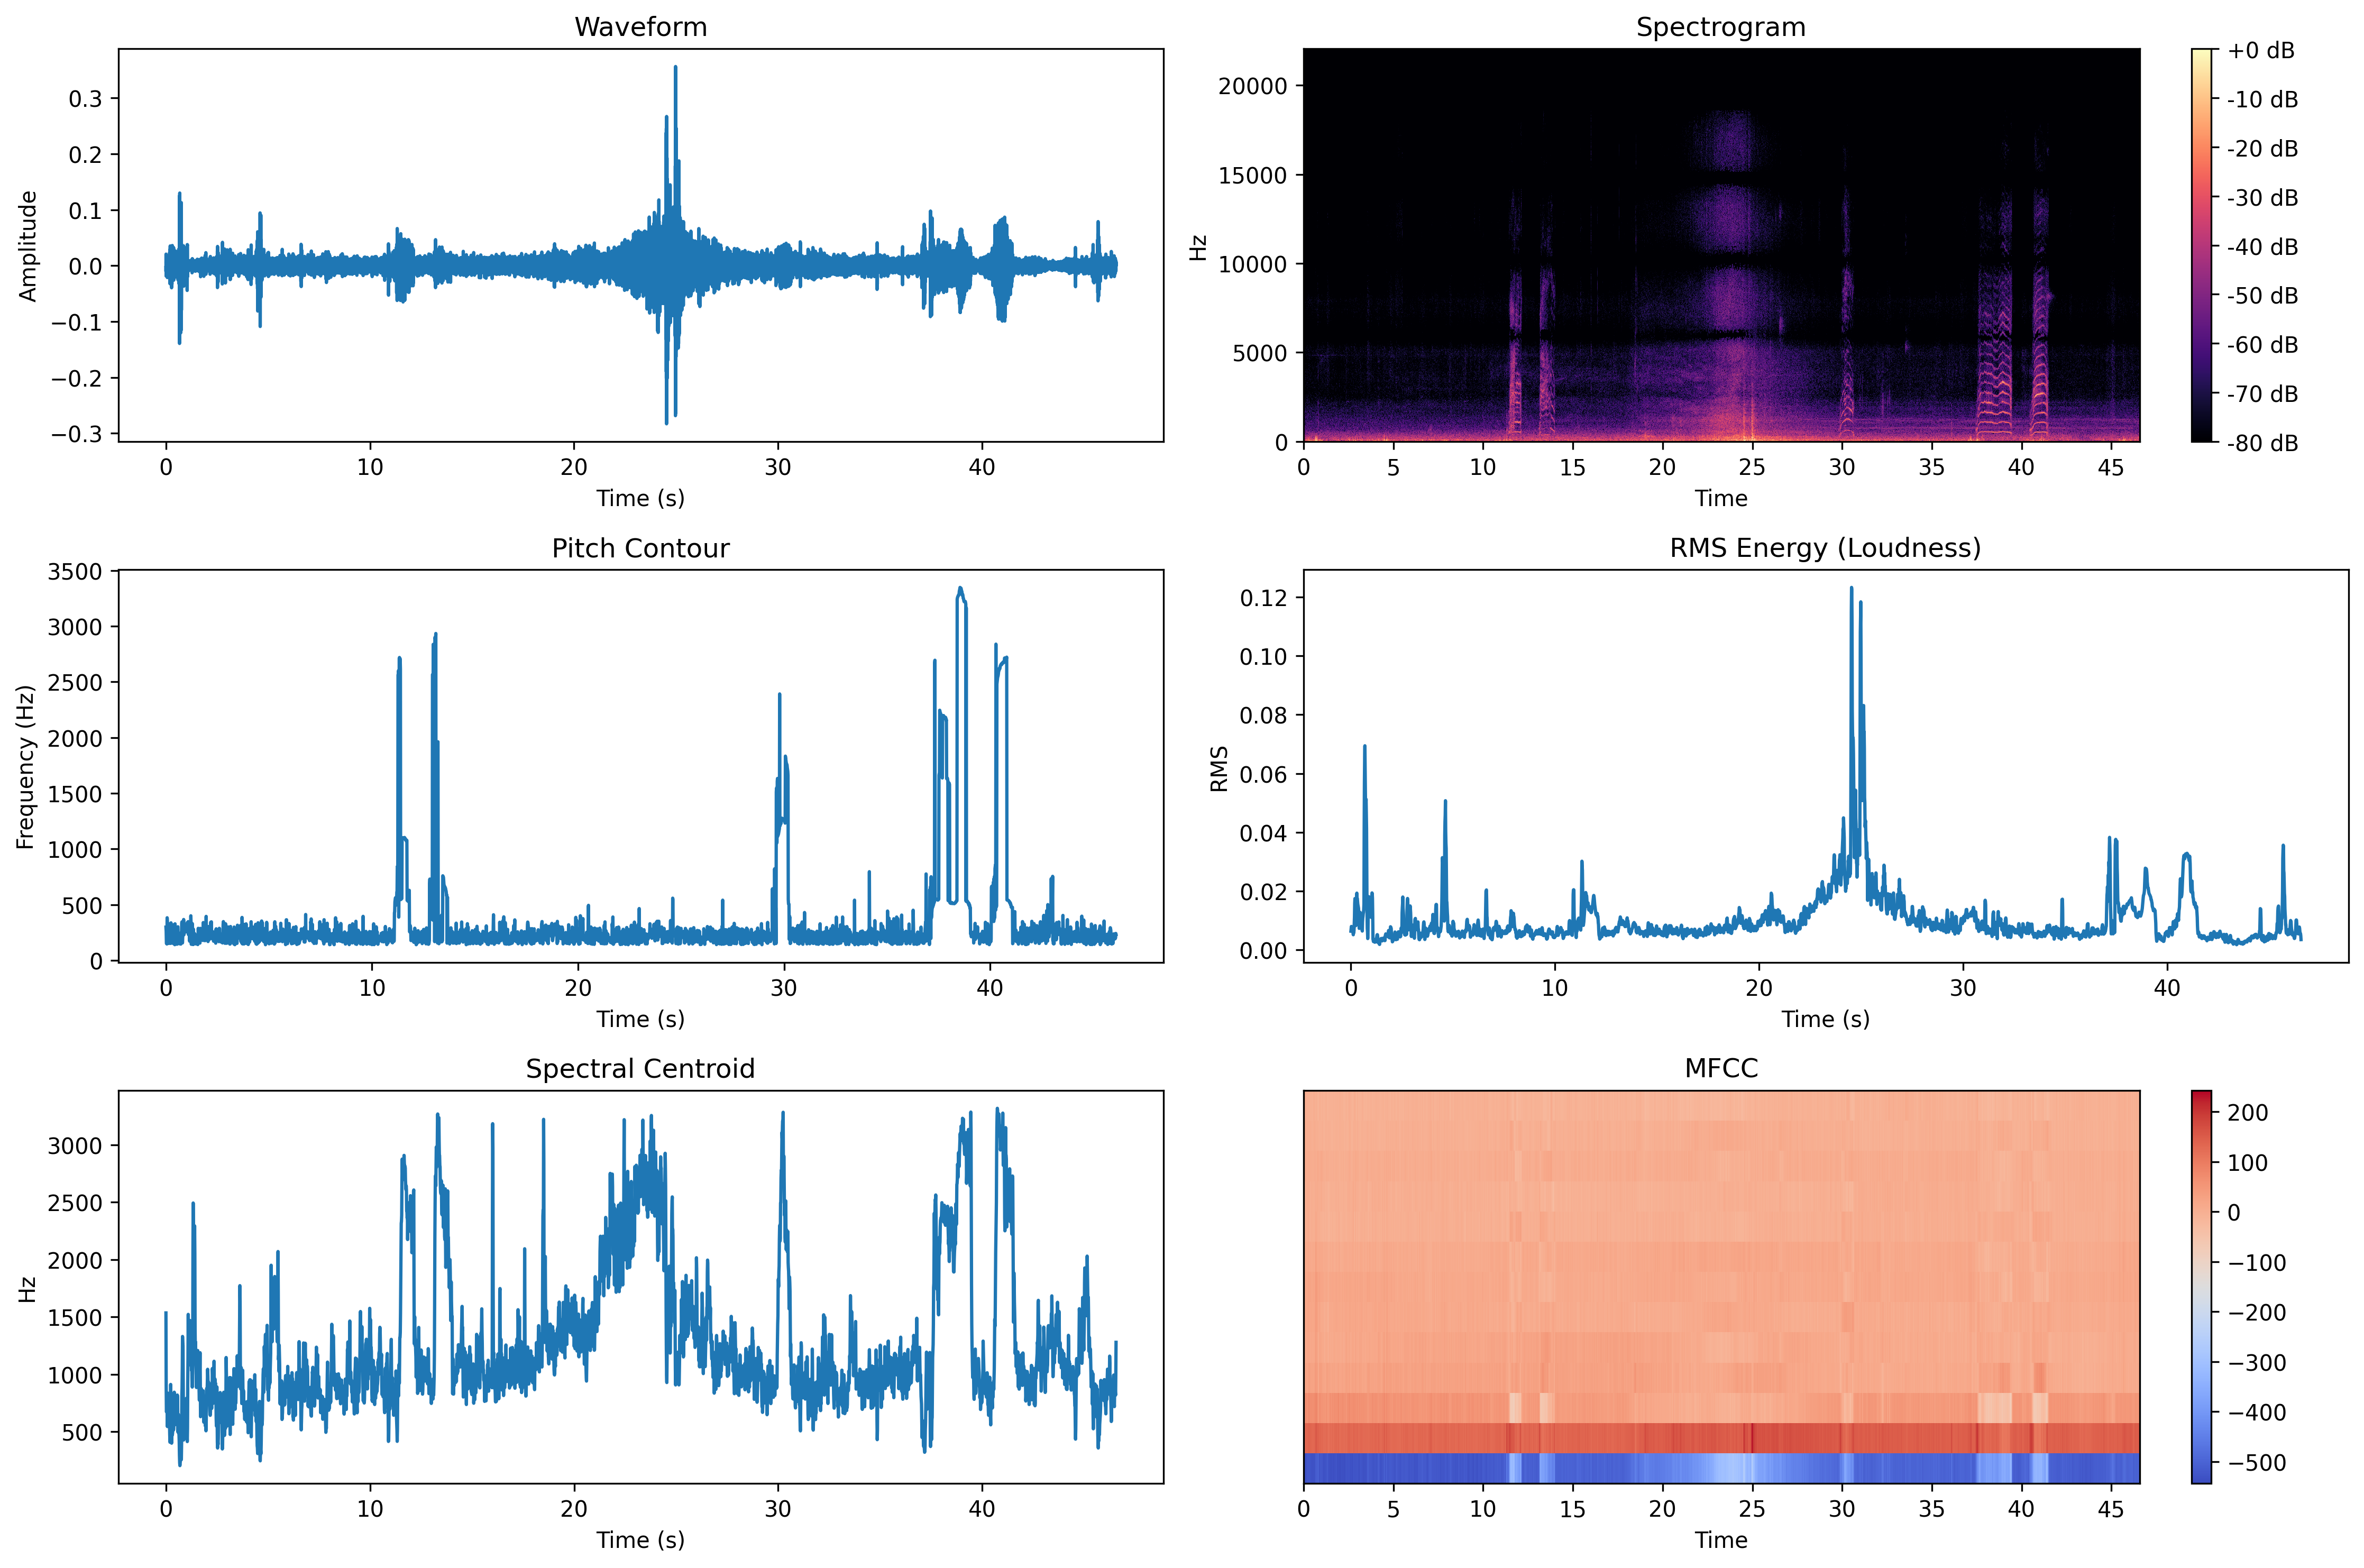 Waveform
Amplitude
0.3
0.2
0.1
0.0
−0.1
−0.2
−0.3
0 10 20 30 40
Time (s)
Spectrogram
Hz
20000
15000
10000
5000
0
0 5 10 15 20 25 30 35 40 45
Time
+0 dB
-10 dB
-20 dB
-30 dB
-40 dB
-50 dB
-60 dB
-70 dB
-80 dB
Pitch Contour
Frequency (Hz)
3500
3000
2500
2000
1500
1000
500
0
0 10 20 30 40
Time (s)
RMS Energy (Loudness)
RMS
0.12
0.10
0.08
0.06
0.04
0.02
0.00
0 10 20 30 40
Time (s)
Spectral Centroid
Hz
3000
2500
2000
1500
1000
500
0 10 20 30 40
Time (s)
MFCC
0 5 10 15 20 25 30 35 40 45
Time
200
100
0
−100
−200
−300
−400
−500